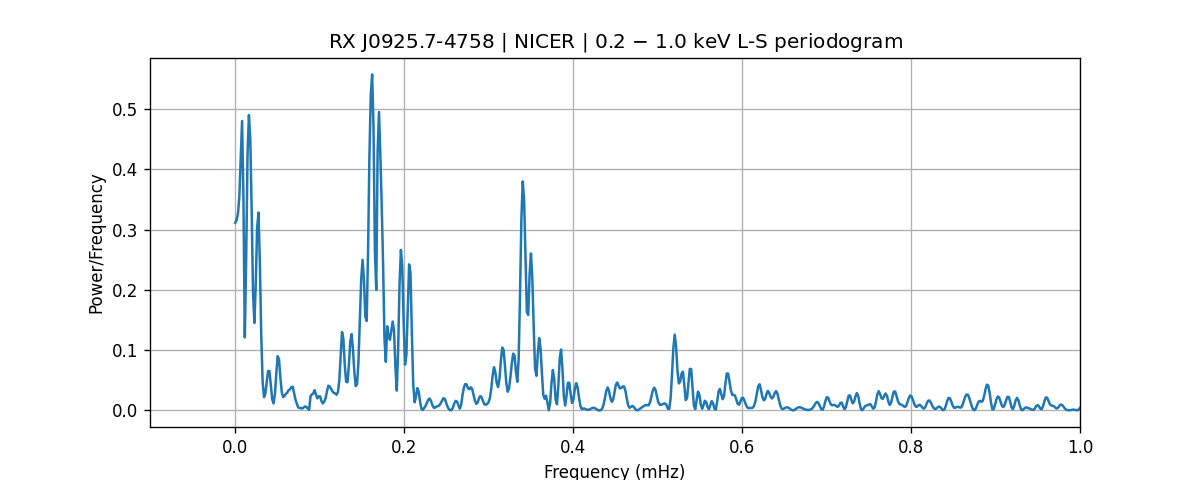 RX J0925.7-4758 | NICER | 0.2 − 1.0 keV L-S periodogram
Power/Frequency
0.5
0.4
0.3
0.2
0.1
0.0
0.0 0.2 0.4 0.6 0.8 1.0
Frequency (mHz)